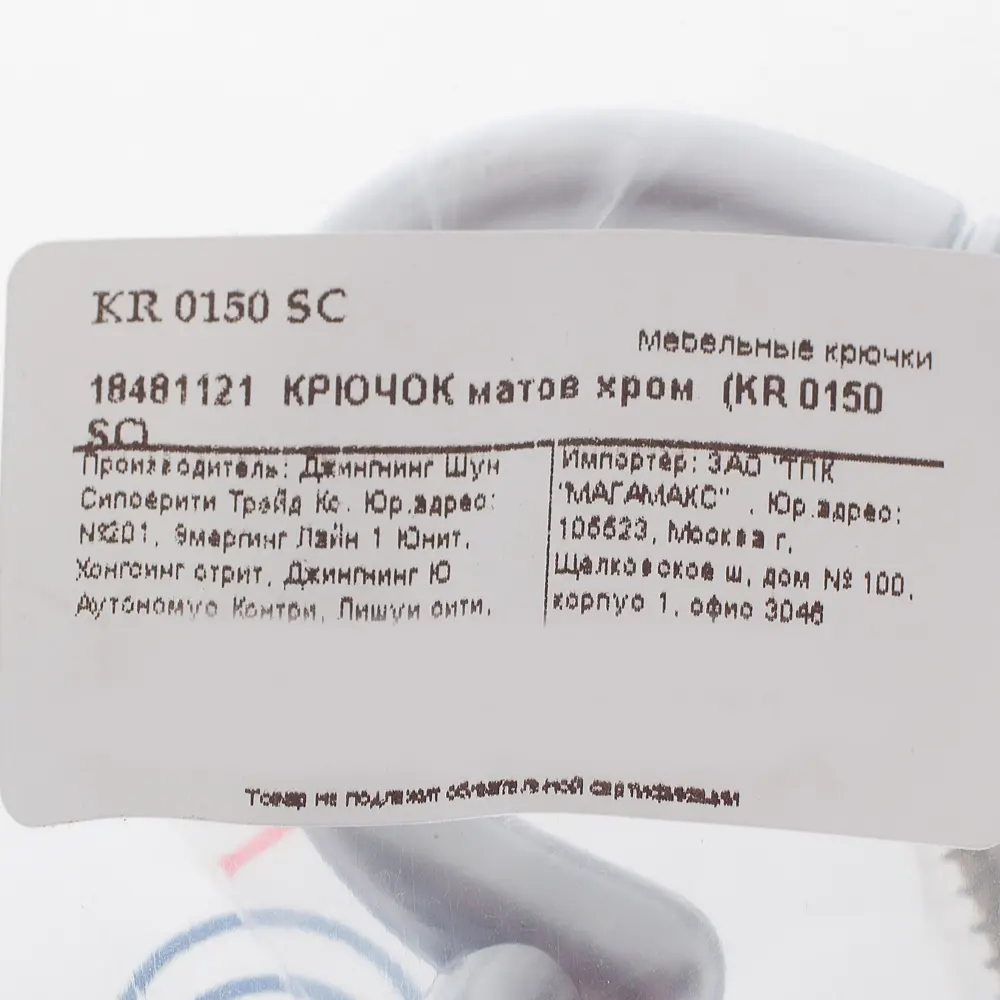 KR 0150 SC
Мебельные крючки
18481121 КРЮЧОК матов хром (KR 0150
SC)
Производитель: Джингнинг Шун
Сипоерити Трэйд Ко. Юр.адрес:
№201, Эмергинг Лайн 1 Юнит,
Хонгсинг стрит, Джингнинг Ю
Аутономус Контри, Лишуи сити,
Импортер: ЗАО "ТПК
"МАГАМАКС" , Юр.адрес:
105523, Москва г,
Щелковское ш, дом № 100,
корпус 1, офис 3046
Товар не подлежит обязательной сертификации